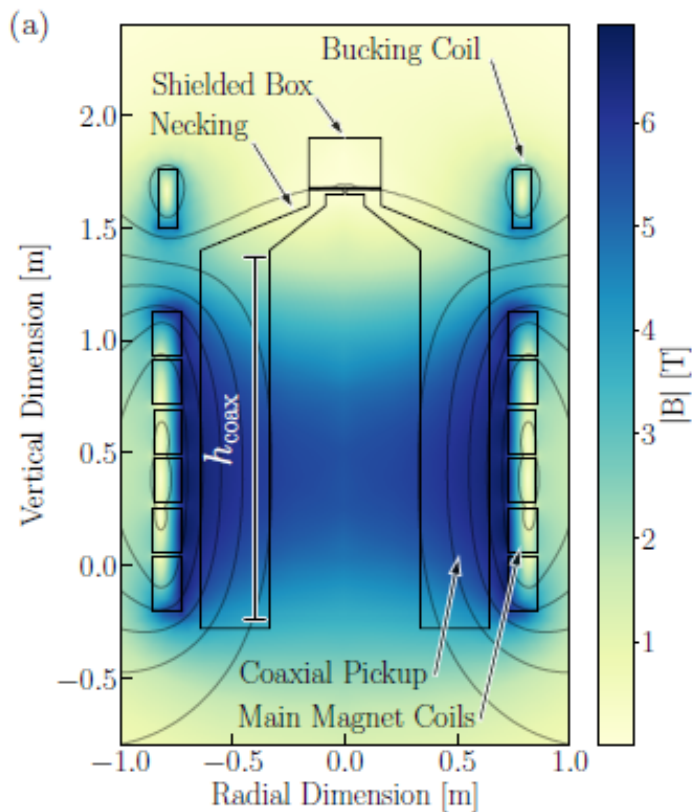 (a)
Bucking Coil
Shielded Box
Necking
2.0
1.5
1.0
0.5
0.0
−0.5
Vertical Dimension [m]
h_coax
Coaxial Pickup
Main Magnet Coils
−1.0 −0.5 0.0 0.5 1.0
Radial Dimension [m]
6
5
4
3
2
1
|B| [T]